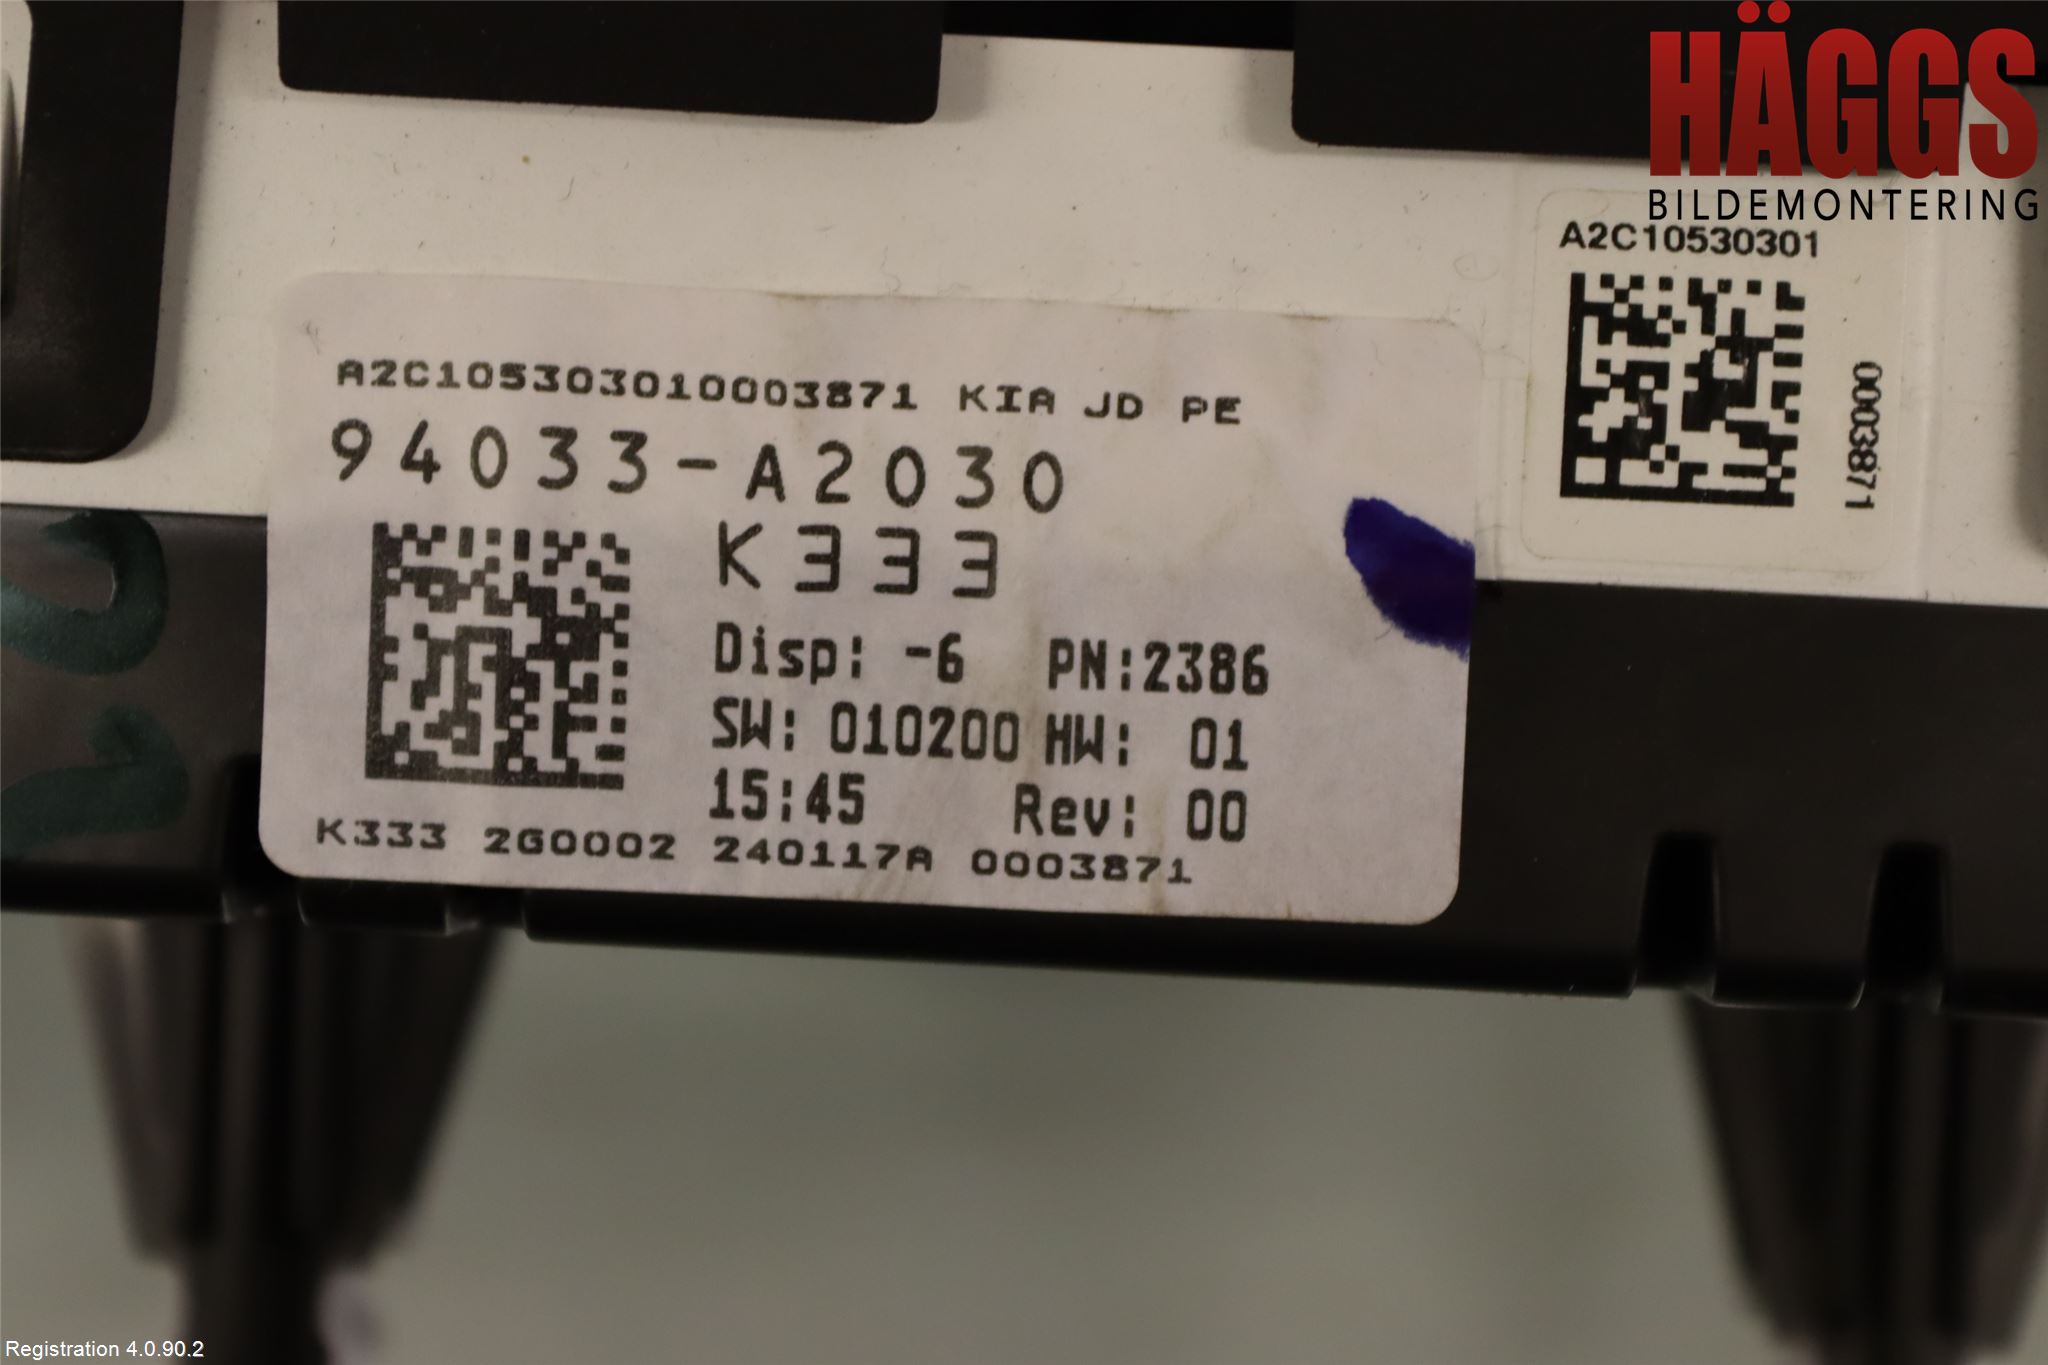 HÄGGS
BILDEMONTERING
A2C10530301
0003871
A2C105303010003871 KIA JD PE
94033-A2030
K333
Disp: -6 PN:2386
SW: 010200 HW: 01
15:45 Rev: 00
K333 2G0002 240117A 0003871
Registration 4.0.90.2